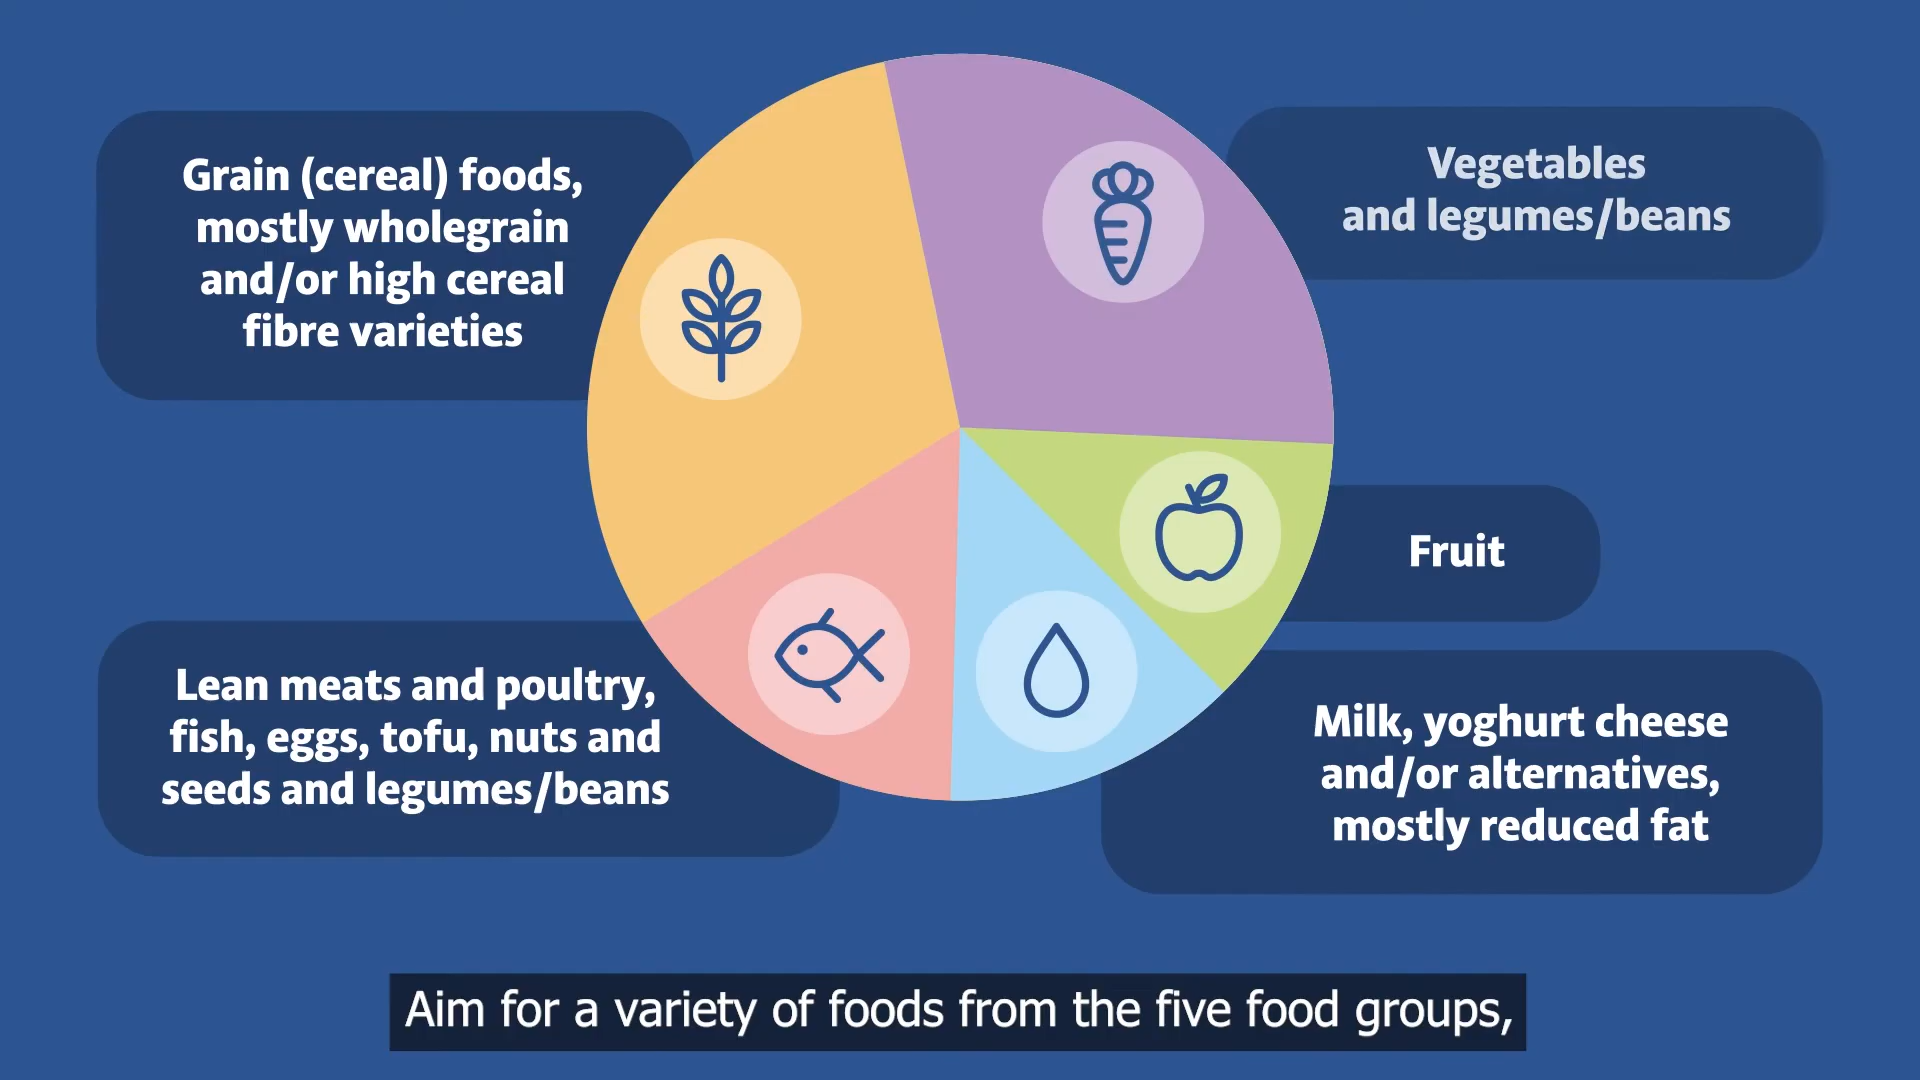 Grain (cereal) foods,
mostly wholegrain
and/or high cereal
fibre varieties
Vegetables
and legumes/beans
Fruit
Lean meats and poultry,
fish, eggs, tofu, nuts and
seeds and legumes/beans
Milk, yoghurt cheese
and/or alternatives,
mostly reduced fat
Aim for a variety of foods from the five food groups,